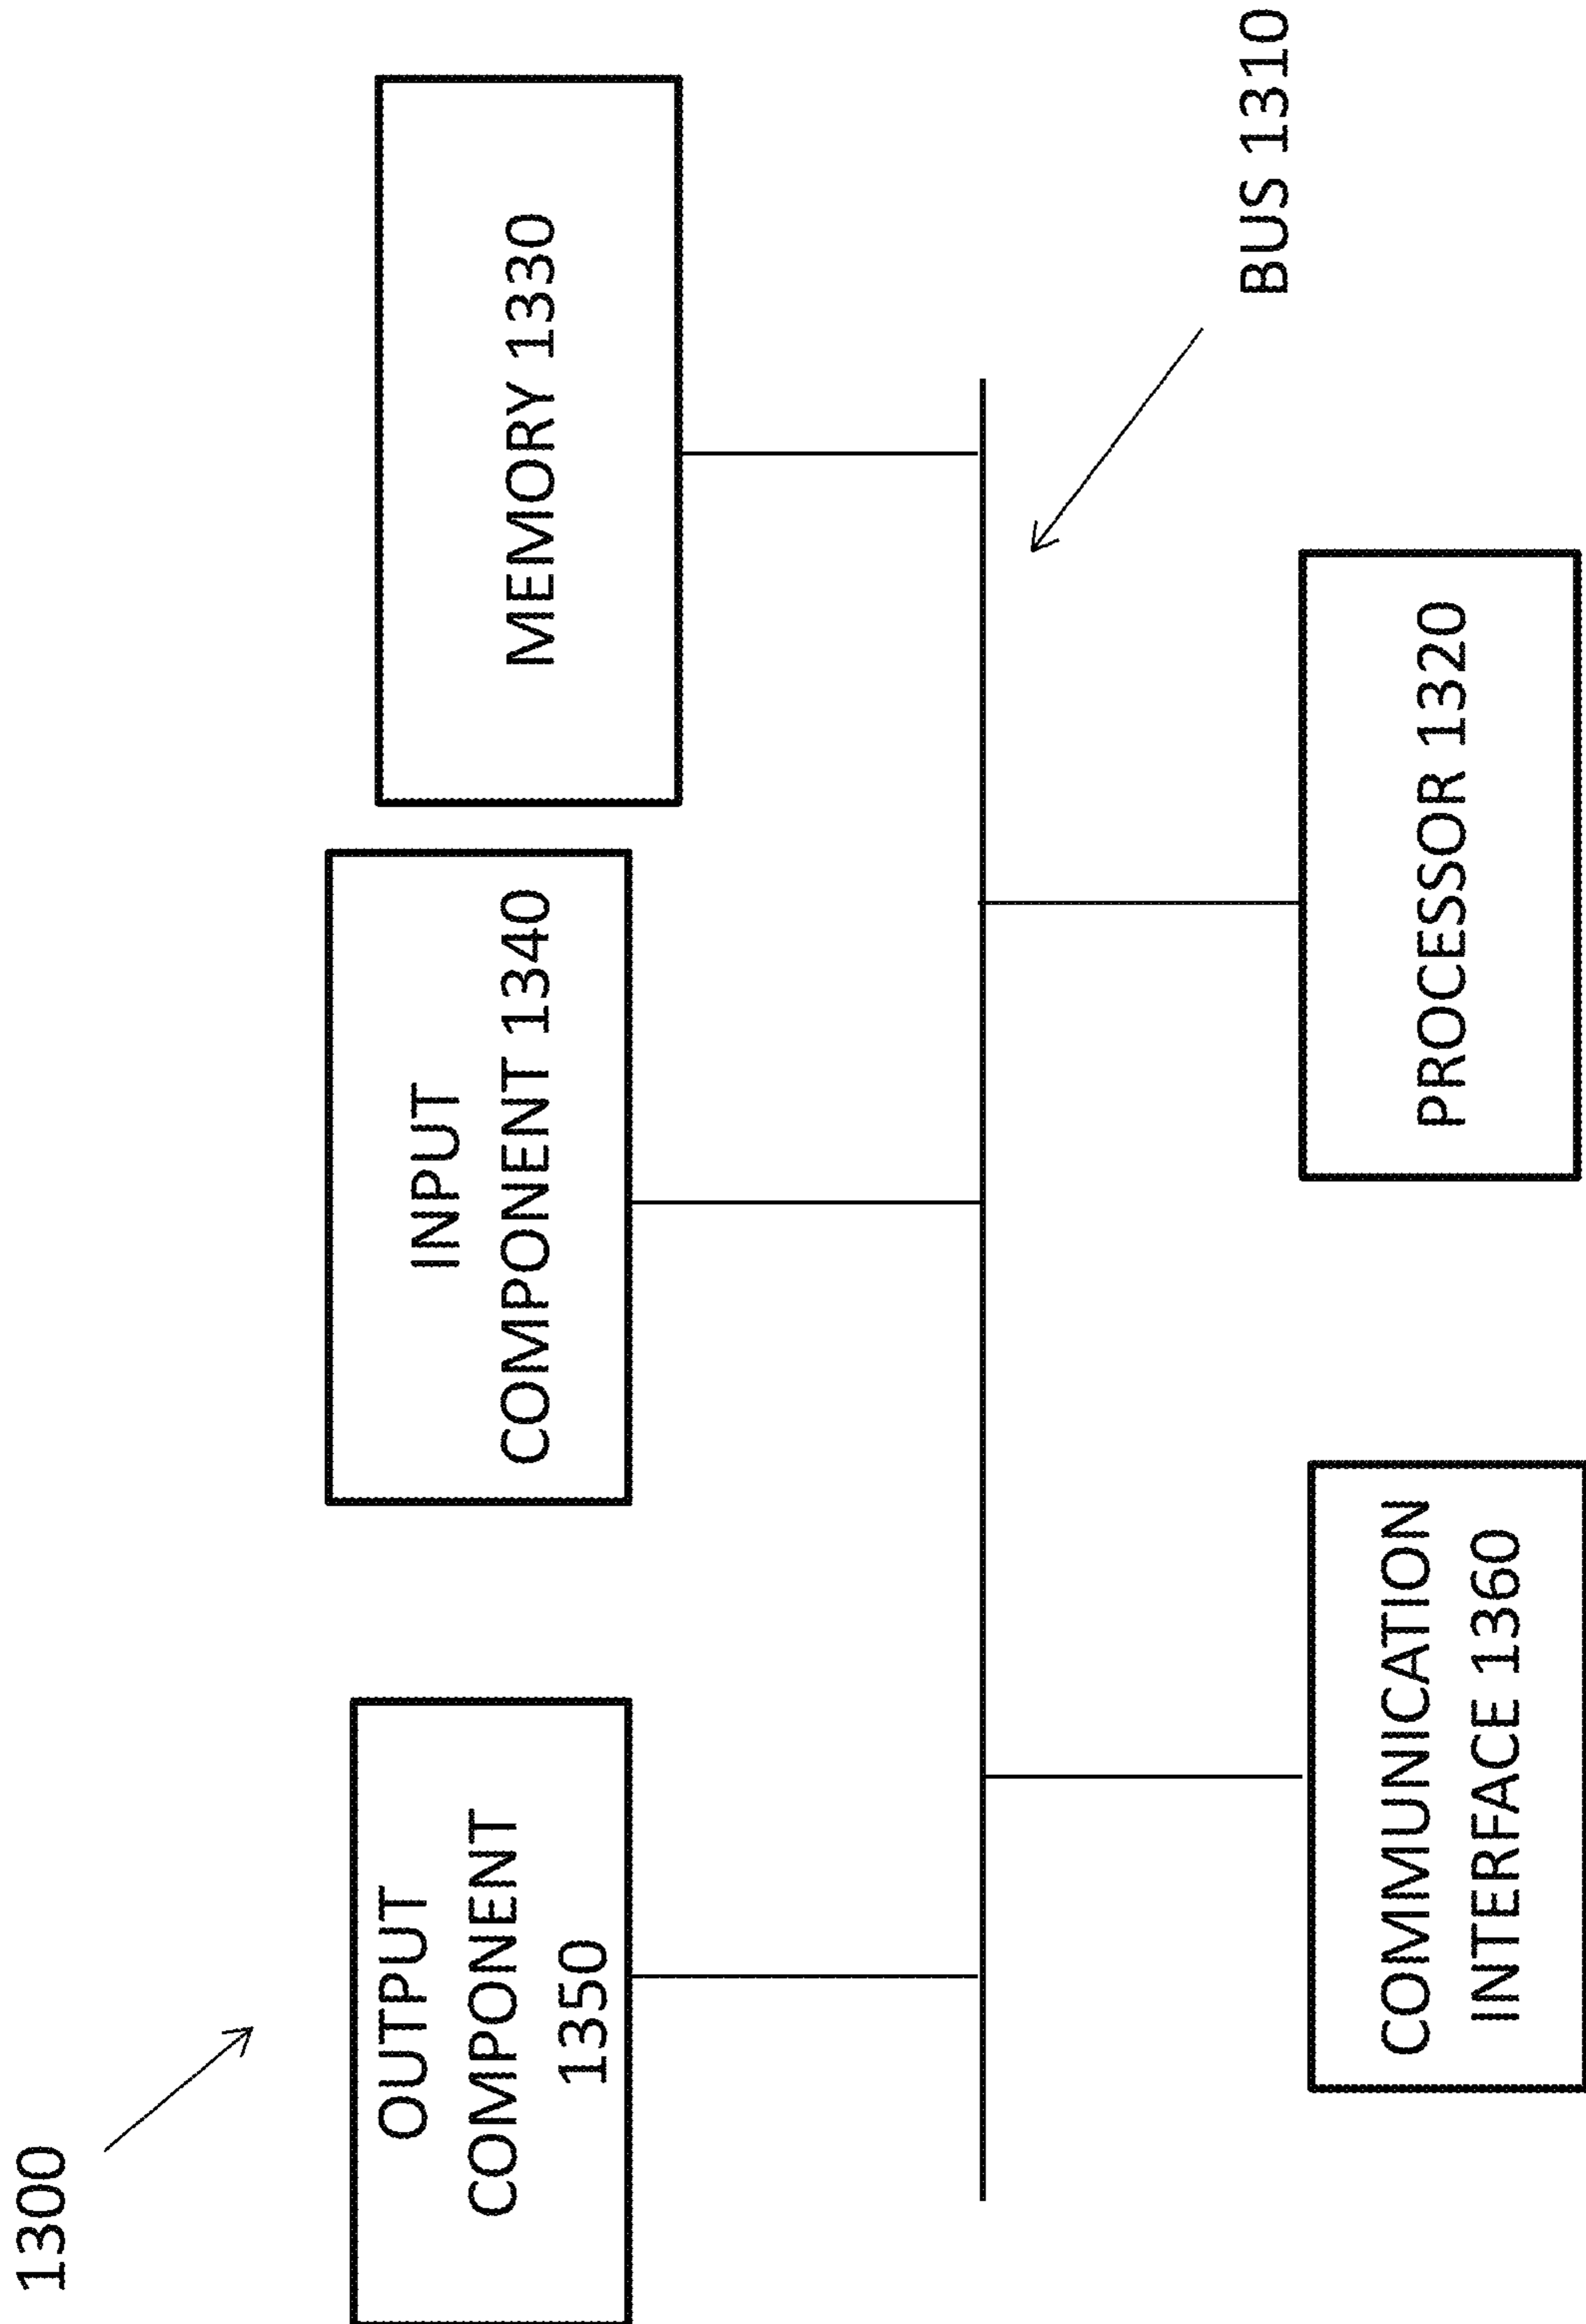 1300
OUTPUT
COMPONENT
1350
INPUT
COMPONENT 1340
MEMORY 1330
BUS 1310
COMMUNICATION
INTERFACE 1360
PROCESSOR 1320